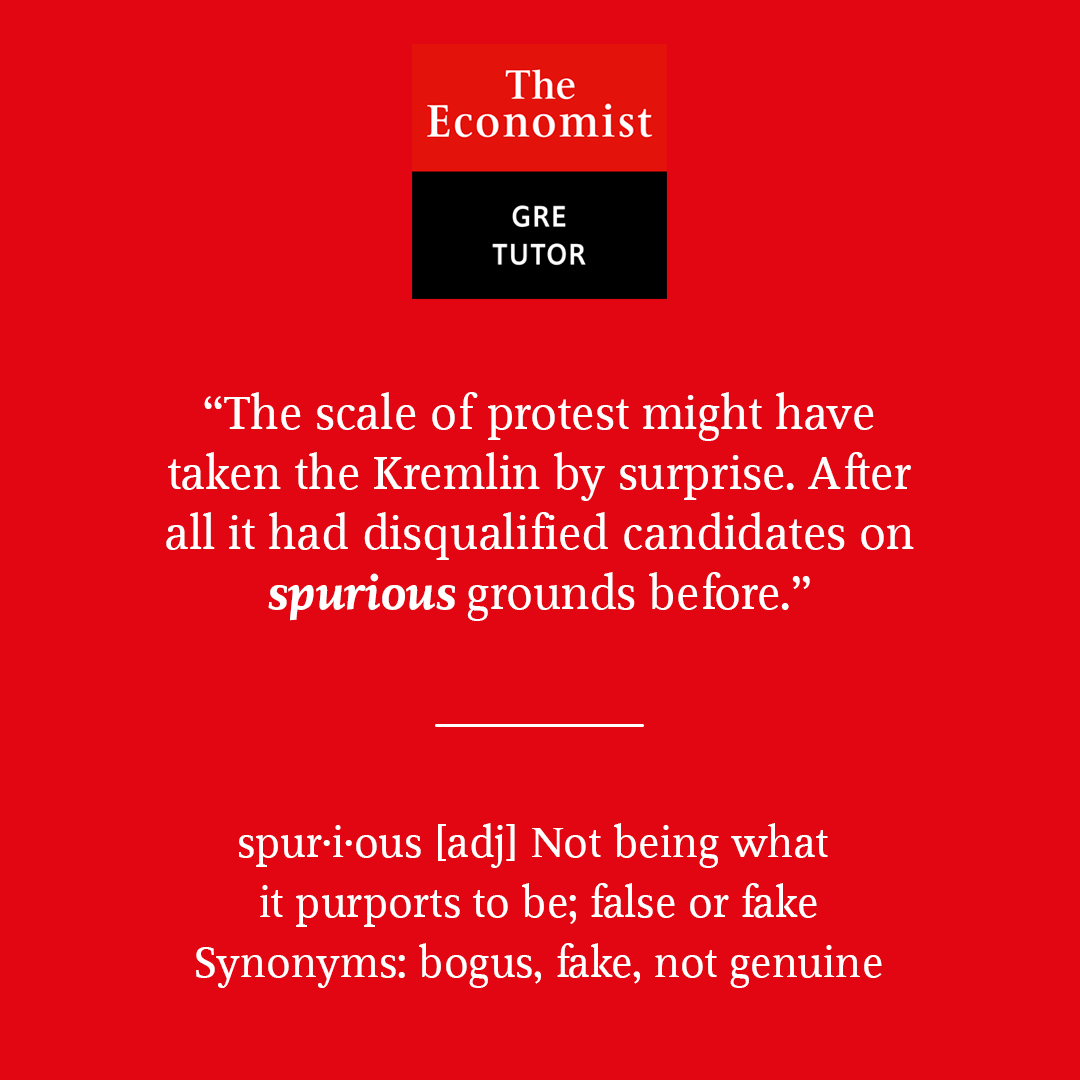 The
Economist
GRE
TUTOR
“The scale of protest might have
taken the Kremlin by surprise. After
all it had disqualified candidates on
spurious grounds before.”
spur·i·ous [adj] Not being what
it purports to be; false or fake
Synonyms: bogus, fake, not genuine